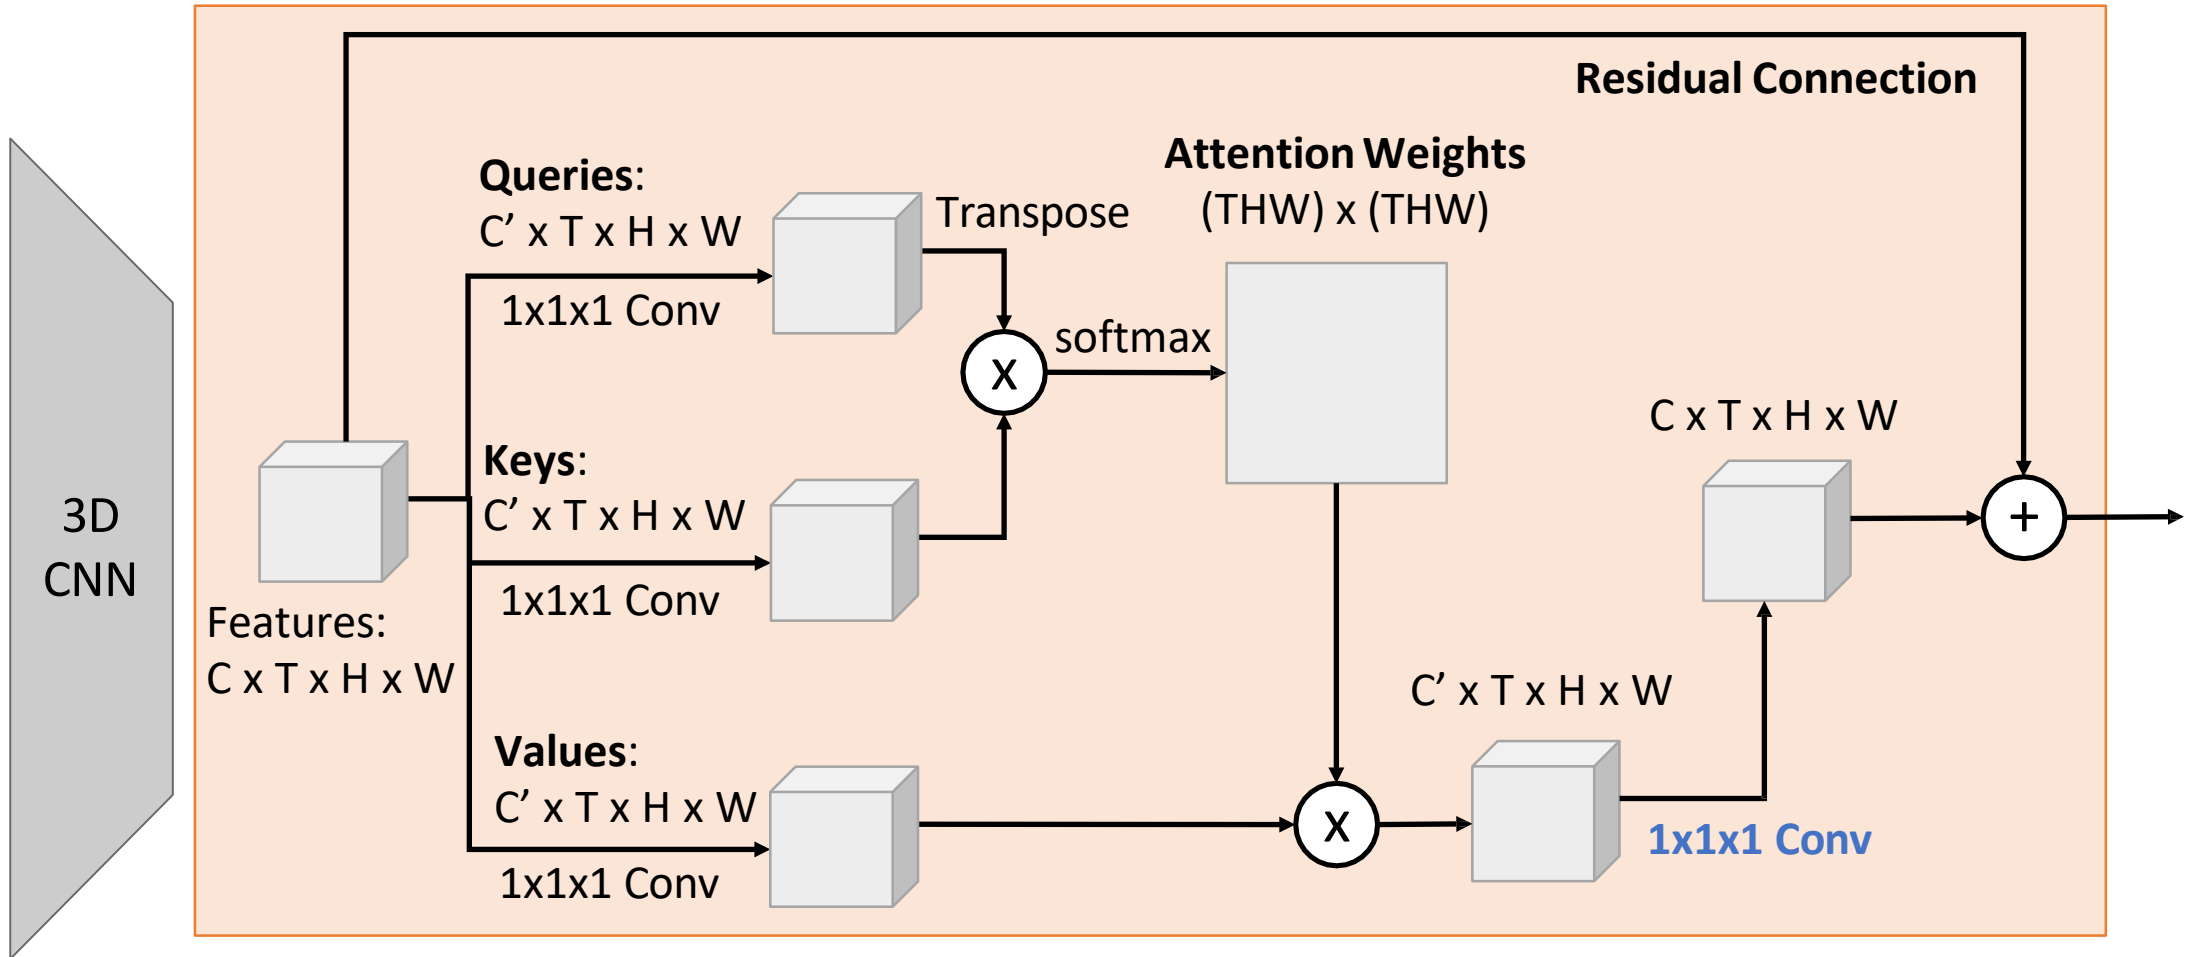 Residual Connection
Attention Weights
(THW) x (THW)
Queries:
C’ x T x H x W
1x1x1 Conv
Transpose
x
softmax
Keys:
C’ x T x H x W
1x1x1 Conv
3D
CNN
Features:
C x T x H x W
Values:
C’ x T x H x W
1x1x1 Conv
x
C’ x T x H x W
1x1x1 Conv
C x T x H x W
+